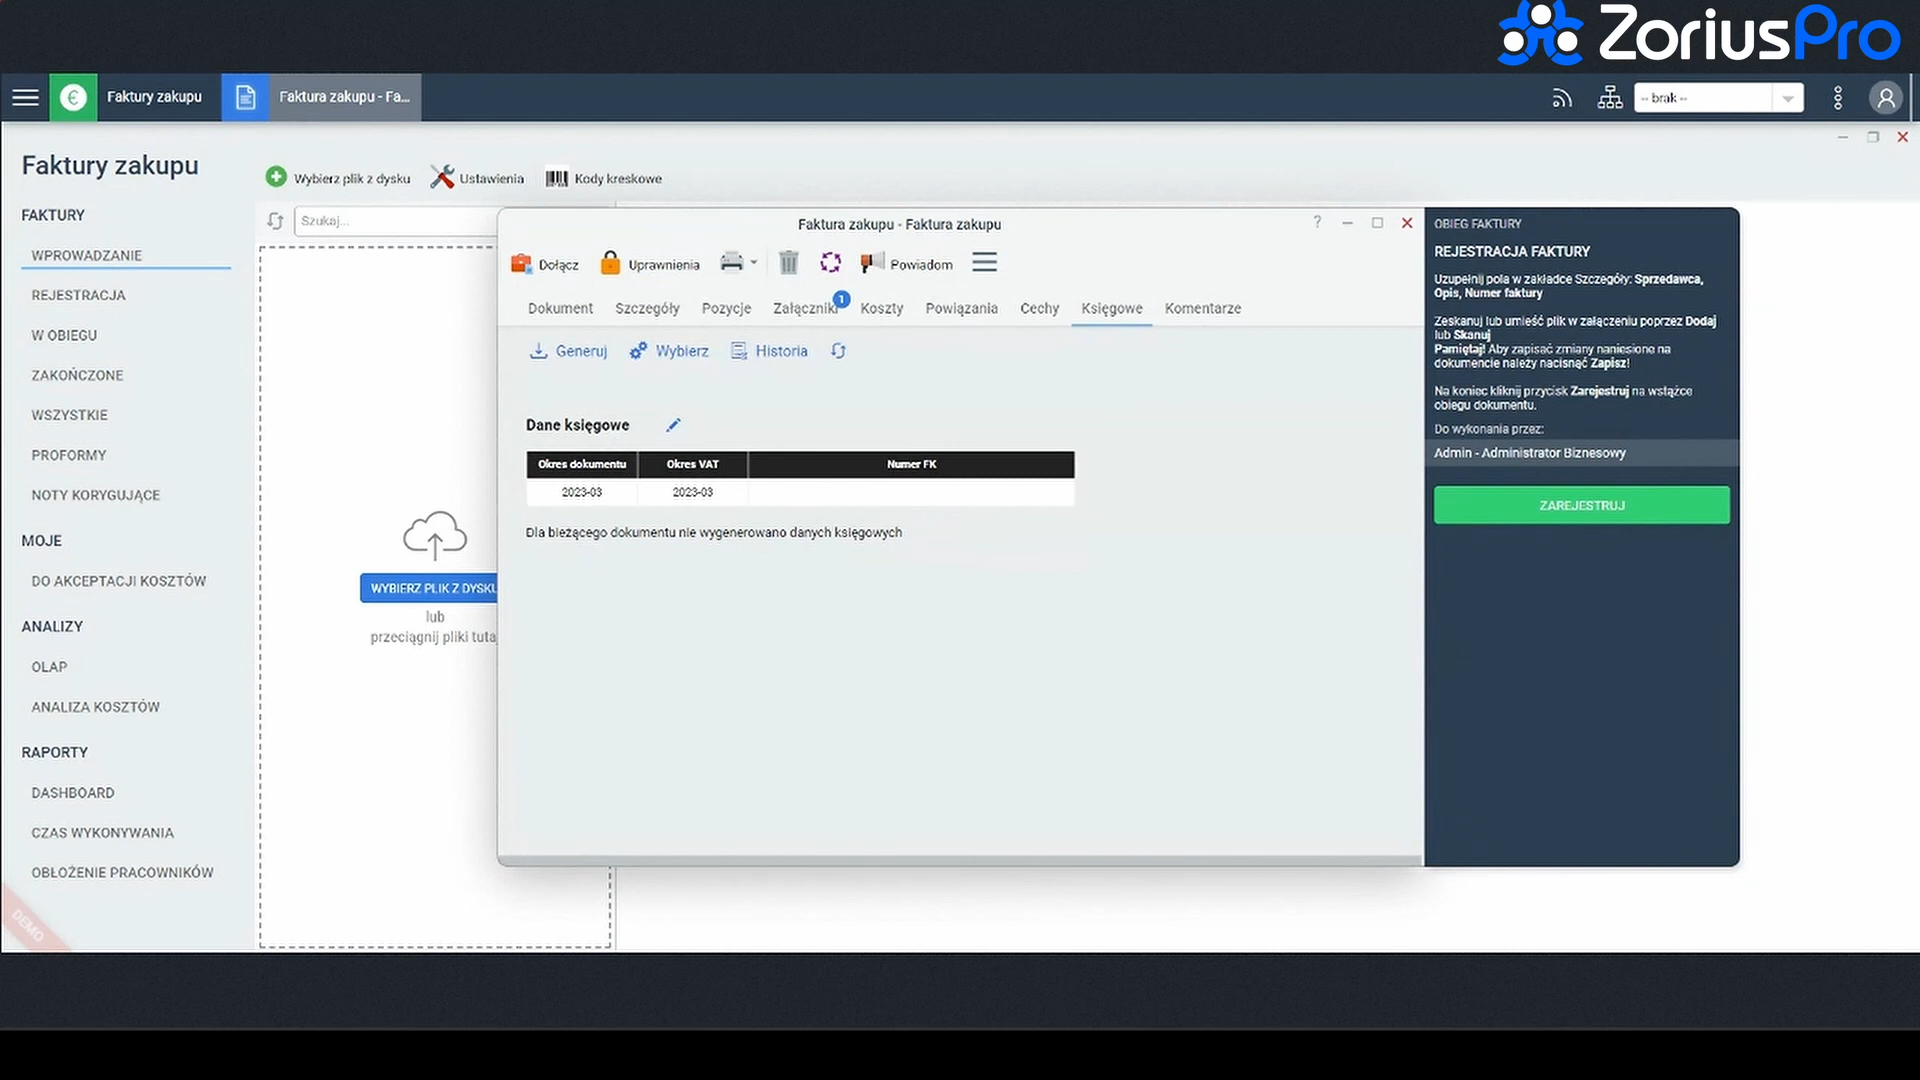 ZoriusPro
Faktury zakupu
Faktura zakupu - Fa...
-- brak --
Faktury zakupu
Wybierz plik z dysku
Ustawienia
Kody kreskowe
FAKTURY
WPROWADZANIE
REJESTRACJA
W OBIEGU
ZAKOŃCZONE
WSZYSTKIE
PROFORMY
NOTY KORYGUJĄCE
MOJE
DO AKCEPTACJI KOSZTÓW
ANALIZY
OLAP
ANALIZA KOSZTÓW
RAPORTY
DASHBOARD
CZAS WYKONYWANIA
OBŁOŻENIE PRACOWNIKÓW
DEMO
Szukaj...
WYBIERZ PLIK Z DYSKU
lub
przeciągnij pliki tutaj
Faktura zakupu - Faktura zakupu
?
Dołącz
Uprawnienia
Powiadom
Dokument
Szczegóły
Pozycje
Załączniki
1
Koszty
Powiązania
Cechy
Księgowe
Komentarze
Generuj
Wybierz
Historia
Dane księgowe
Okres dokumentu
Okres VAT
Numer FK
2023-03
2023-03
Dla bieżącego dokumentu nie wygenerowano danych księgowych
OBIEG FAKTURY
REJESTRACJA FAKTURY
Uzupełnij pola w zakładce Szczegóły: Sprzedawca,
Opis, Numer faktury
Zeskanuj lub umieść plik w załączeniu poprzez Dodaj
lub Skanuj
Pamiętaj! Aby zapisać zmiany naniesione na
dokumencie należy nacisnąć Zapisz!
Na koniec kliknij przycisk Zarejestruj na wstążce
obiegu dokumentu.
Do wykonania przez:
Admin - Administrator Biznesowy
ZAREJESTRUJ